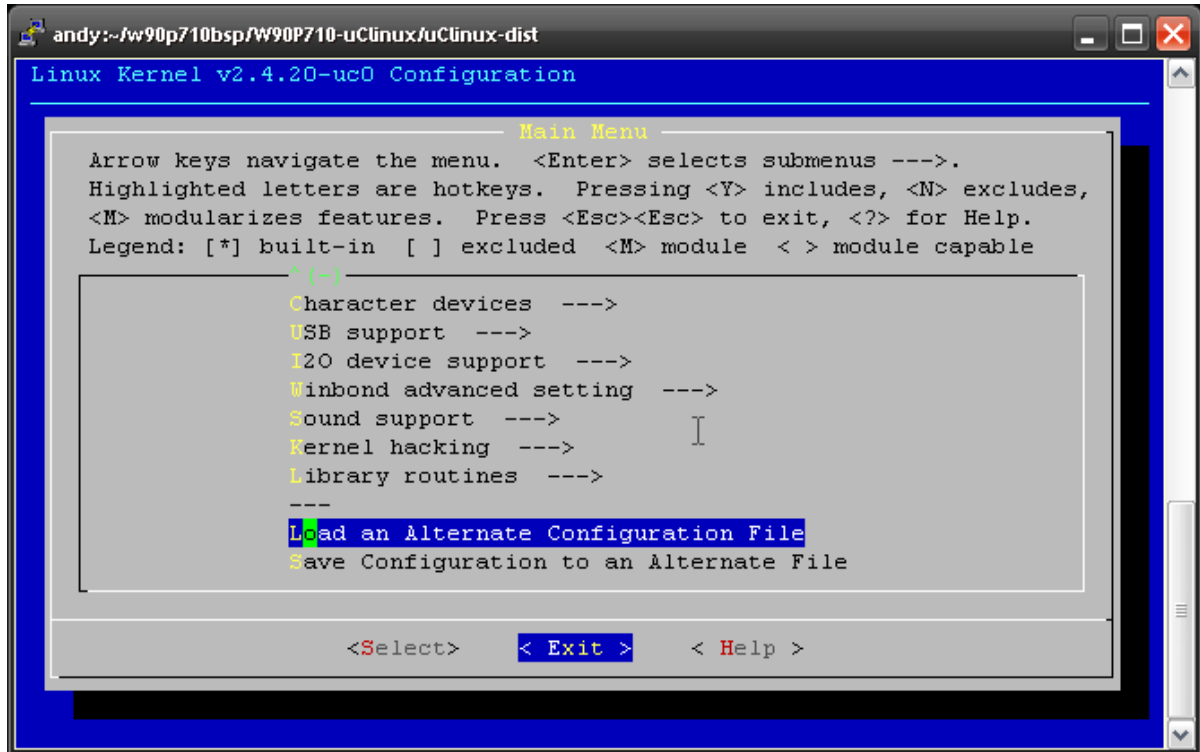 andy:~/w90p710bsp/W90P710-uClinux/uClinux-dist
Linux Kernel v2.4.20-uc0 Configuration
Main Menu
Arrow keys navigate the menu.  <Enter> selects submenus --->.
Highlighted letters are hotkeys.  Pressing <Y> includes, <N> excludes,
<M> modularizes features.  Press <Esc><Esc> to exit, <?> for Help.
Legend: [*] built-in  [ ] excluded  <M> module  < > module capable
^(-)
Character devices  --->
USB support  --->
I2O device support  --->
Winbond advanced setting  --->
Sound support  --->
Kernel hacking  --->
Library routines  --->
---
Load an Alternate Configuration File
Save Configuration to an Alternate File
<Select>    < Exit >    < Help >